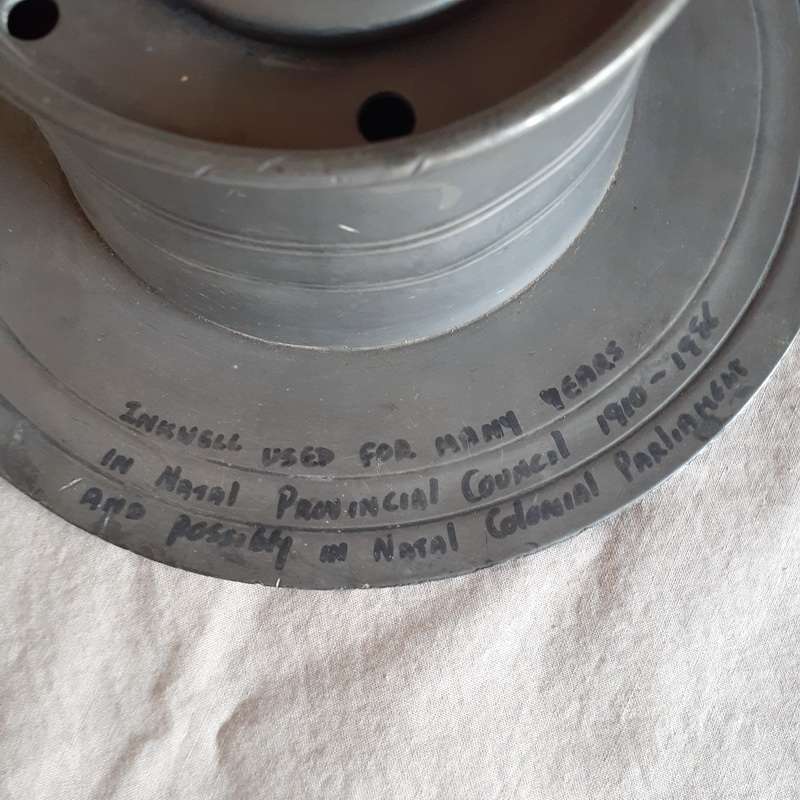 INKWELL USED FOR MANY YEARS
IN NATAL PROVINCIAL COUNCIL 1910-1986
AND POSSIBLY IN NATAL COLONIAL PARLIAMENT